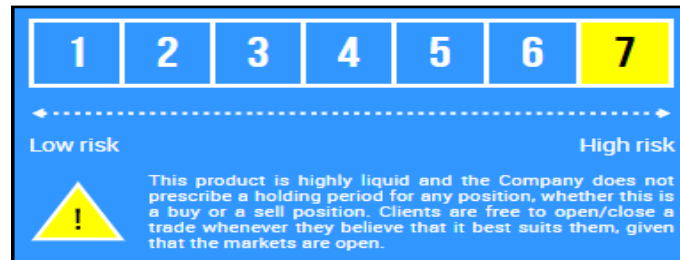 1 2 3 4 5 6 7
Low risk High risk
This product is highly liquid and the Company does not
prescribe a holding period for any position, whether this is
a buy or a sell position. Clients are free to open/close a
trade whenever they believe that it best suits them, given
that the markets are open.
!